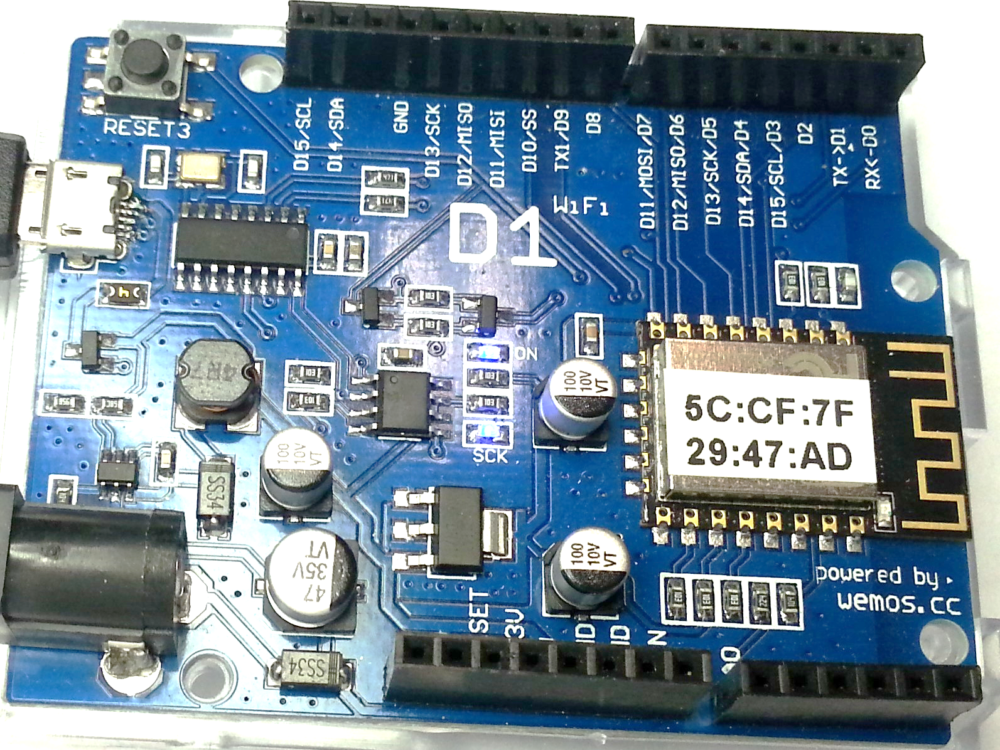 RESET3
D15/SCL
D14/SDA
GND
D13/SCK
D12/MISO
D11/MISI
D10/SS
TX1/D9
D8
D11/MOSI/D7
D12/MISO/D6
D13/SCK/D5
D14/SDA/D4
D15/SCL/D3
D2
TX->D1
RX<-D0
D1
W1F1
4R7
ON
SCK
100
10V
VT
100
10V
VT
5C:CF:7F
29:47:AD
SS34
47
35V
VT
100
10V
VT
powered by
wemos.cc
SET
3V
SS34